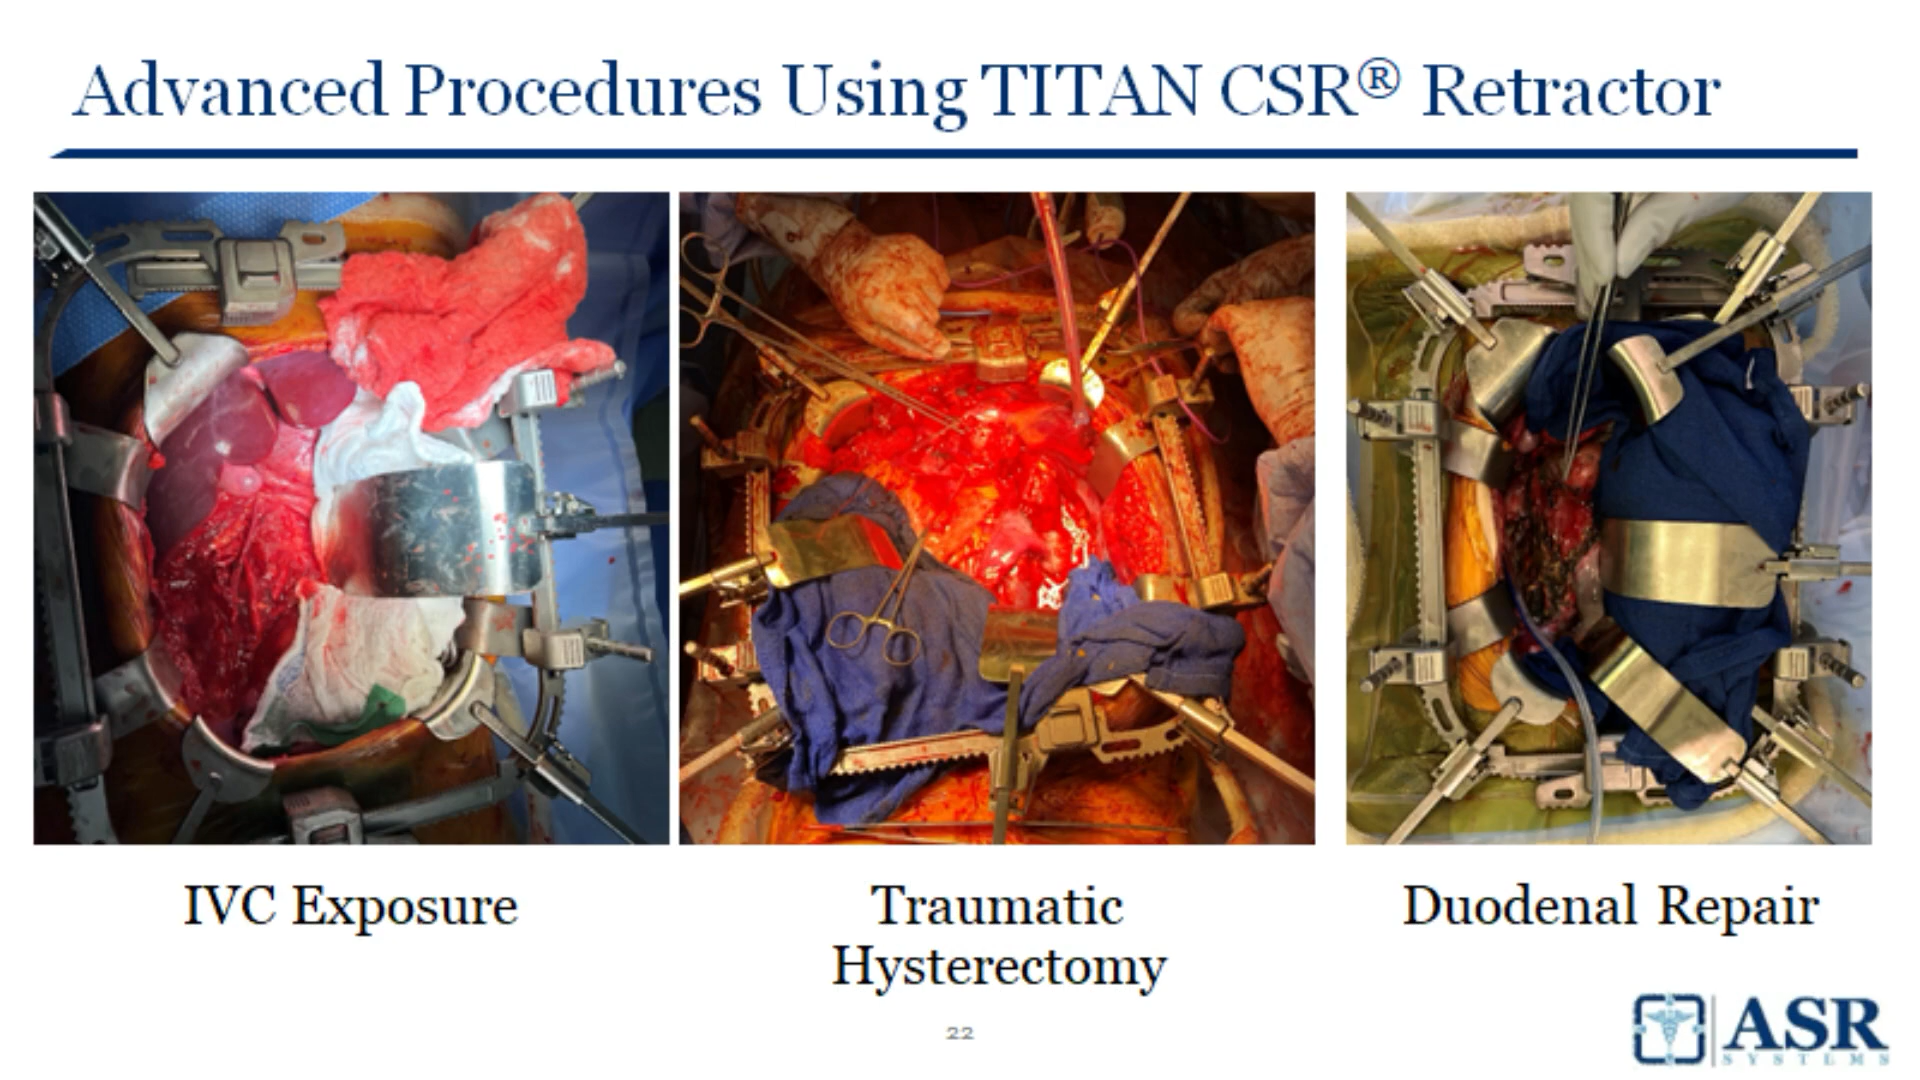 Advanced Procedures Using TITAN CSR® Retractor
IVC Exposure
Traumatic
Hysterectomy
Duodenal Repair
22
ASR
SYSTEMS